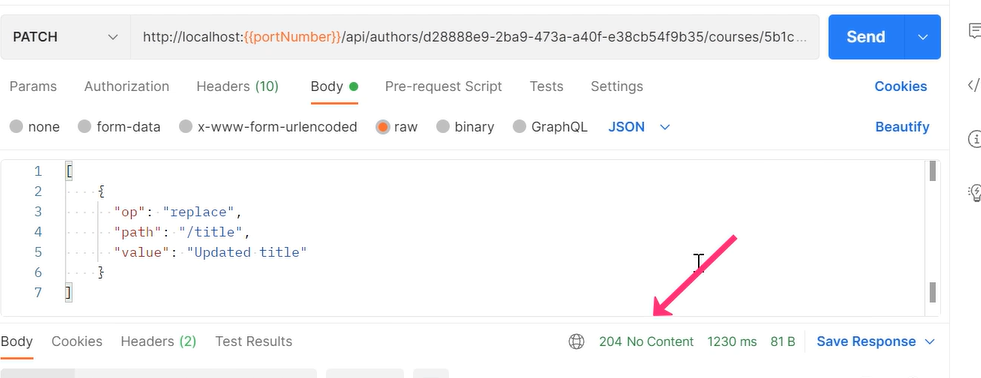 PATCH http://localhost:{{portNumber}}/api/authors/d28888e9-2ba9-473a-a40f-e38cb54f9b35/courses/5b1c... Send
Params Authorization Headers (10) Body Pre-request Script Tests Settings Cookies
none form-data x-www-form-urlencoded raw binary GraphQL JSON Beautify
1 [
2 {
3 "op": "replace",
4 "path": "/title",
5 "value": "Updated title"
6 }
7 ]
Body Cookies Headers (2) Test Results 204 No Content 1230 ms 81 B Save Response